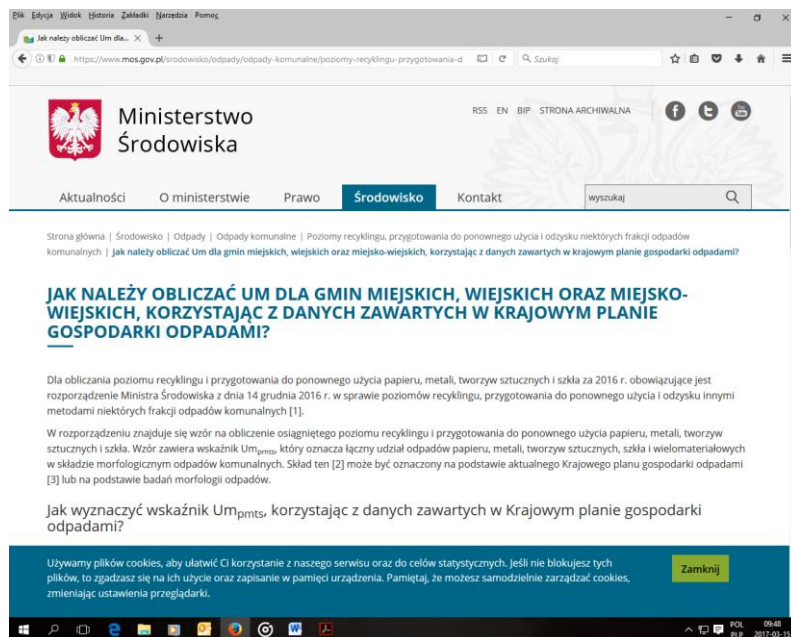 Plik Edycja Widok Historia Zakładki Narzędzia Pomoc
Jak należy obliczać Um dla...
https://www.mos.gov.pl/srodowisko/odpady/odpady-komunalne/poziomy-recyklingu-przygotowania-d
Szukaj
Ministerstwo
Środowiska
RSS EN BIP STRONA ARCHIWALNA
Aktualności O ministerstwie Prawo Środowisko Kontakt wyszukaj
Strona główna | Środowisko | Odpady | Odpady komunalne | Poziomy recyklingu, przygotowania do ponownego użycia i odzysku niektórych frakcji odpadów
komunalnych | Jak należy obliczać Um dla gmin miejskich, wiejskich oraz miejsko-wiejskich, korzystając z danych zawartych w krajowym planie gospodarki odpadami?
JAK NALEŻY OBLICZAĆ UM DLA GMIN MIEJSKICH, WIEJSKICH ORAZ MIEJSKO-
WIEJSKICH, KORZYSTAJĄC Z DANYCH ZAWARTYCH W KRAJOWYM PLANIE
GOSPODARKI ODPADAMI?
Dla obliczania poziomu recyklingu i przygotowania do ponownego użycia papieru, metali, tworzyw sztucznych i szkła za 2016 r. obowiązujące jest
rozporządzenie Ministra Środowiska z dnia 14 grudnia 2016 r. w sprawie poziomów recyklingu, przygotowania do ponownego użycia i odzysku innymi
metodami niektórych frakcji odpadów komunalnych [1].
W rozporządzeniu znajduje się wzór na obliczenie osiągniętego poziomu recyklingu i przygotowania do ponownego użycia papieru, metali, tworzyw
sztucznych i szkła. Wzór zawiera wskaźnik Umpmts, który oznacza łączny udział odpadów papieru, metali, tworzyw sztucznych, szkła i wielomateriałowych
w składzie morfologicznym odpadów komunalnych. Skład ten [2] może być oznaczony na podstawie aktualnego Krajowego planu gospodarki odpadami
[3] lub na podstawie badań morfologii odpadów.
Jak wyznaczyć wskaźnik Umpmts, korzystając z danych zawartych w Krajowym planie gospodarki
odpadami?
Używamy plików cookies, aby ułatwić Ci korzystanie z naszego serwisu oraz do celów statystycznych. Jeśli nie blokujesz tych
plików, to zgadzasz się na ich użycie oraz zapisanie w pamięci urządzenia. Pamiętaj, że możesz samodzielnie zarządzać cookies,
zmieniając ustawienia przeglądarki.
Zamknij
POL 09:48
PLP 2017-03-15